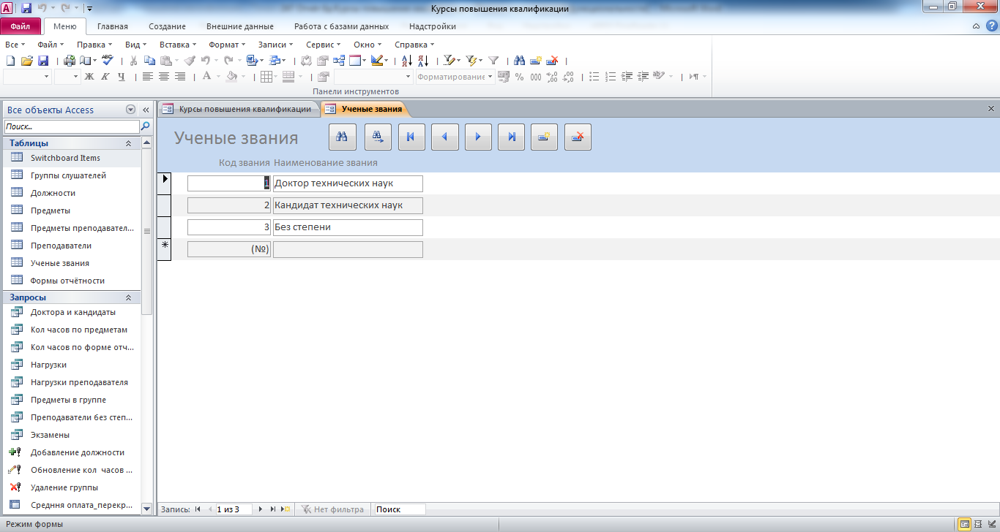 Курсы повышения квалификации
Файл Меню Главная Создание Внешние данные Работа с базами данных Надстройки
Все Файл Правка Вид Вставка Формат Записи Сервис Окно Справка
Ж К Ч Форматирование % 000
Панели инструментов
Все объекты Access
Поиск...
Таблицы
Switchboard Items
Группы слушателей
Должности
Предметы
Предметы преподавател...
Преподаватели
Ученые звания
Формы отчётности
Запросы
Доктора и кандидаты
Кол часов по предметам
Кол часов по форме отч...
Нагрузки
Нагрузки преподавателя
Предметы в группе
Преподаватели без степ...
Экзамены
Добавление должности
Обновление кол часов ...
Удаление группы
Средння оплата_перекр...
Курсы повышения квалификации Ученые звания
Ученые звания
Код звания Наименование звания
1 Доктор технических наук
2 Кандидат технических наук
3 Без степени
(№)
Запись: 1 из 3 Нет фильтра Поиск
Режим формы